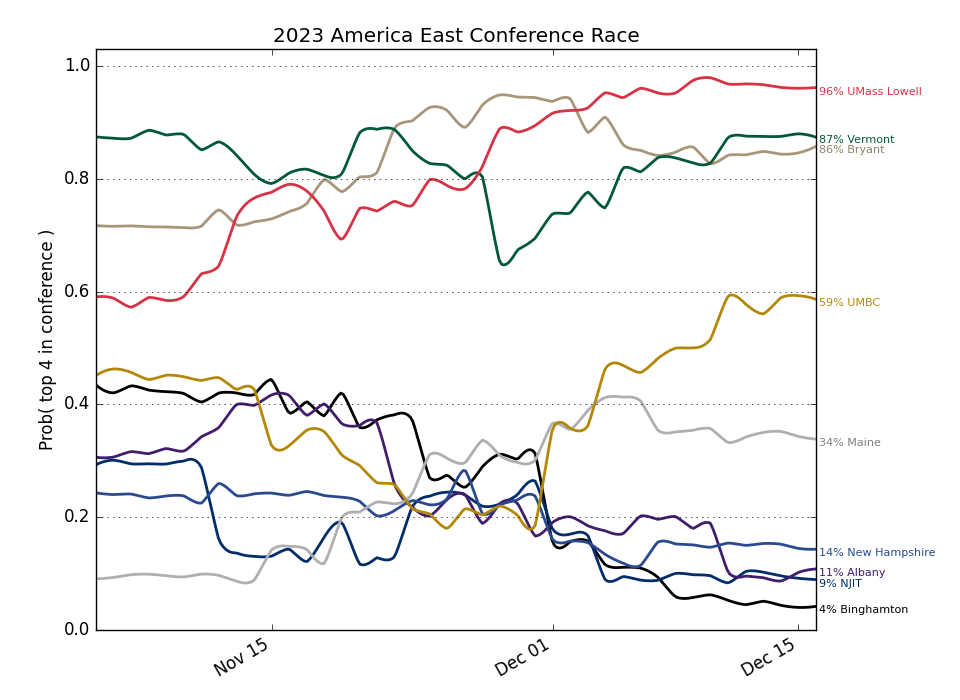 2023 America East Conference Race
Prob( top 4 in conference )
1.0
0.8
0.6
0.4
0.2
0.0
Nov 15
Dec 01
Dec 15
96% UMass Lowell
87% Vermont
86% Bryant
59% UMBC
34% Maine
14% New Hampshire
11% Albany
9% NJIT
4% Binghamton